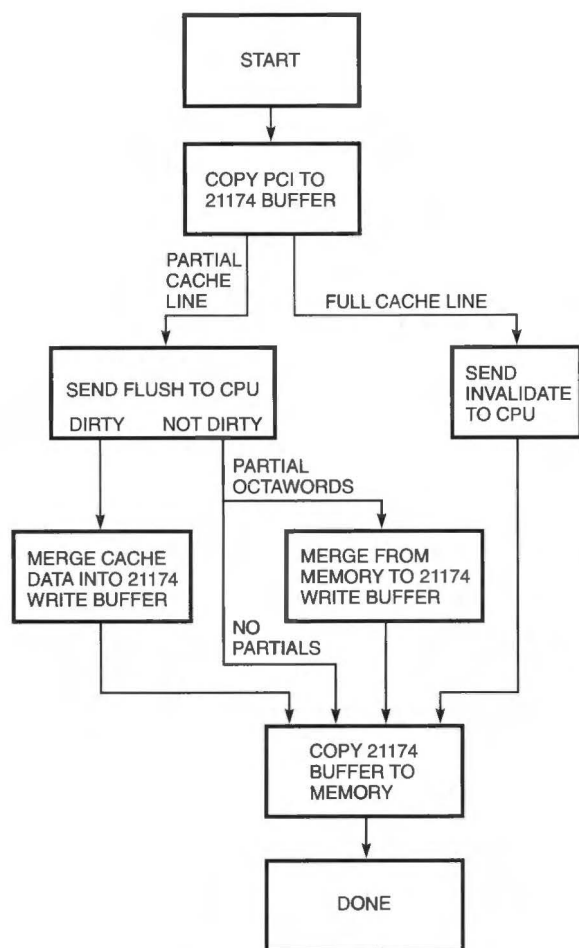 START
COPY PCI TO
21174 BUFFER
PARTIAL
CACHE
LINE
FULL CACHE LINE
SEND FLUSH TO CPU
DIRTY NOT DIRTY
SEND
INVALIDATE
TO CPU
PARTIAL
OCTAWORDS
MERGE CACHE
DATA INTO 21174
WRITE BUFFER
MERGE FROM
MEMORY TO 21174
WRITE BUFFER
NO
PARTIALS
COPY 21174
BUFFER TO
MEMORY
DONE